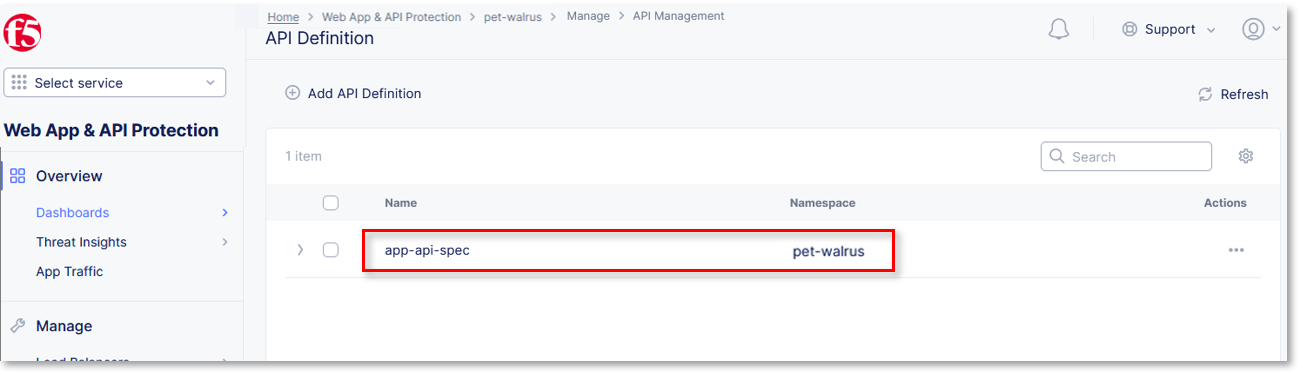 f5
Home > Web App & API Protection > pet-walrus > Manage > API Management
API Definition
Support
Select service
Add API Definition
Refresh
Web App & API Protection
1 item
Search
Overview
Name Namespace Actions
Dashboards
Threat Insights
app-api-spec pet-walrus
App Traffic
Manage
Load Balancers